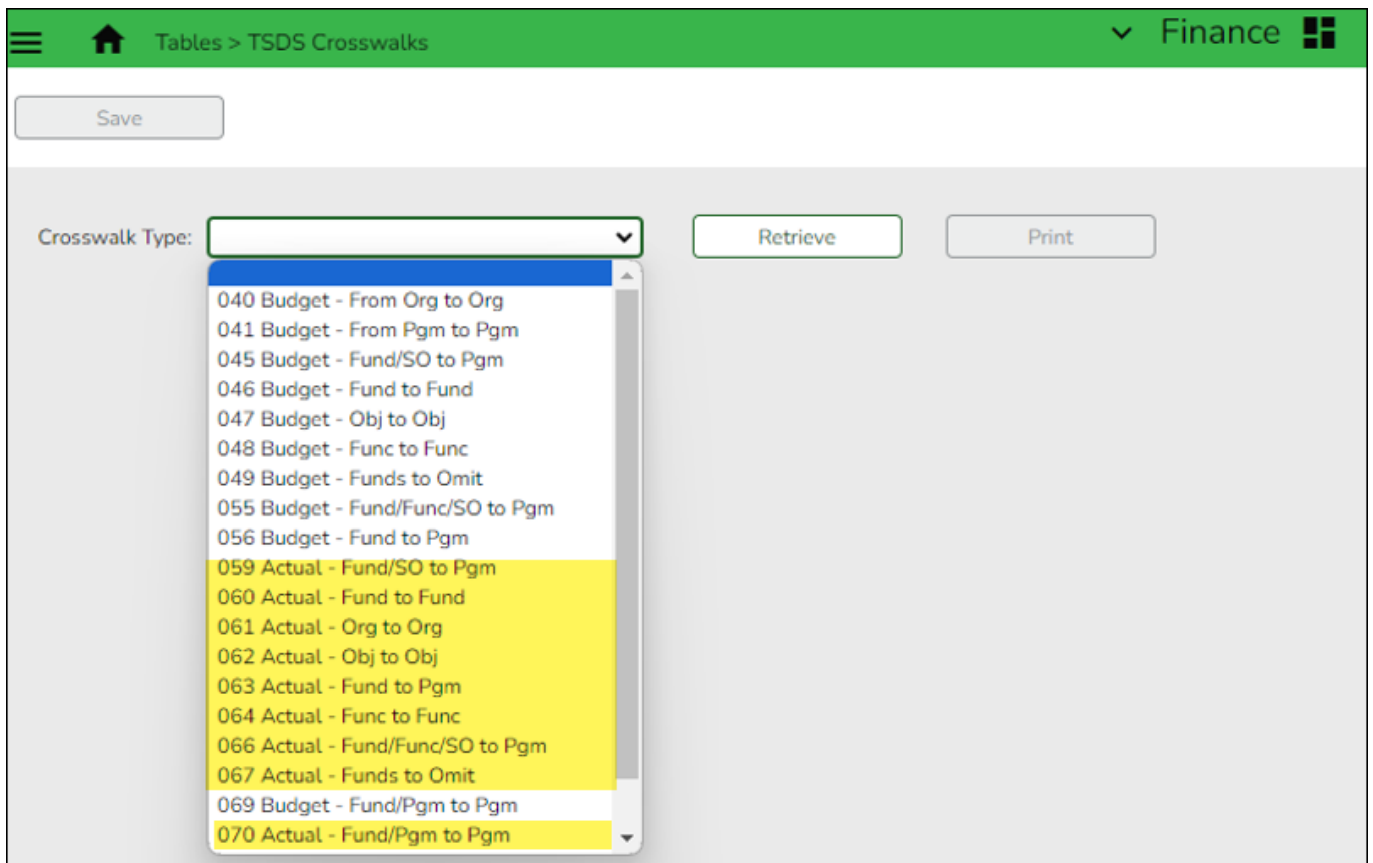 Tables > TSDS Crosswalks
Finance
Save
Crosswalk Type:
Retrieve
Print
040 Budget - From Org to Org
041 Budget - From Pgm to Pgm
045 Budget - Fund/SO to Pgm
046 Budget - Fund to Fund
047 Budget - Obj to Obj
048 Budget - Func to Func
049 Budget - Funds to Omit
055 Budget - Fund/Func/SO to Pgm
056 Budget - Fund to Pgm
059 Actual - Fund/SO to Pgm
060 Actual - Fund to Fund
061 Actual - Org to Org
062 Actual - Obj to Obj
063 Actual - Fund to Pgm
064 Actual - Func to Func
066 Actual - Fund/Func/SO to Pgm
067 Actual - Funds to Omit
069 Budget - Fund/Pgm to Pgm
070 Actual - Fund/Pgm to Pgm